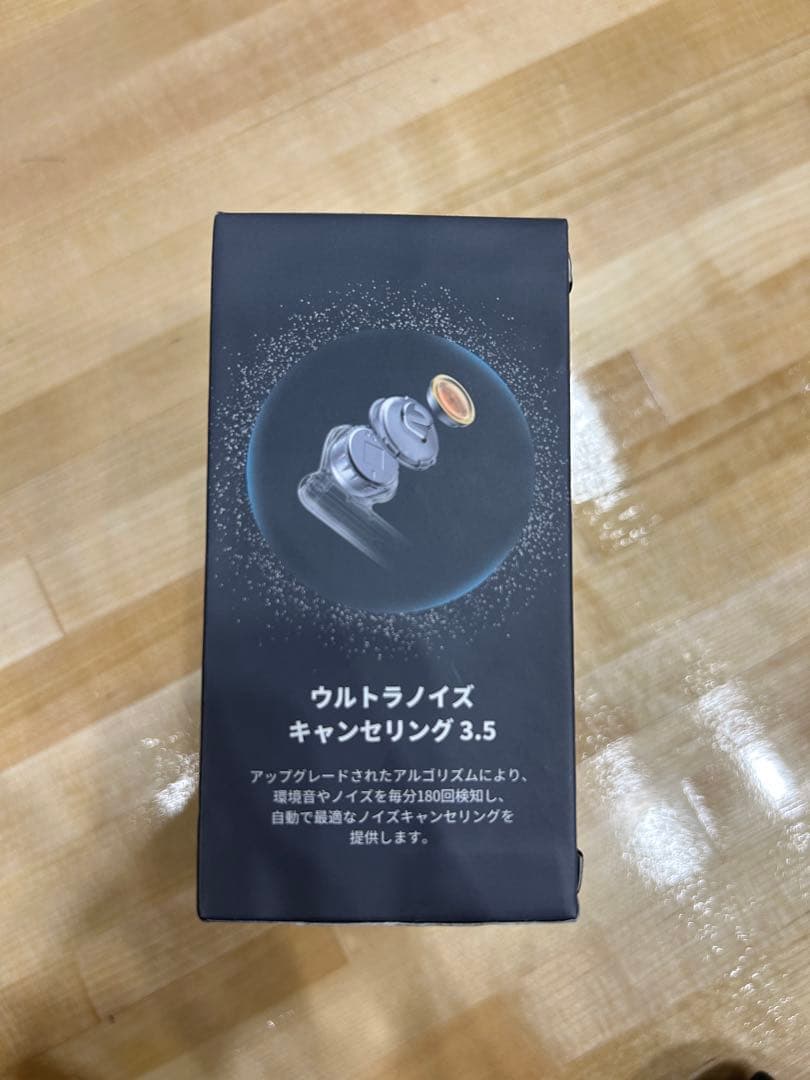 ウルトラノイズ
キャンセリング 3.5
アップグレードされたアルゴリズムにより、
環境音やノイズを毎分180回検知し、
自動で最適なノイズキャンセリングを
提供します。